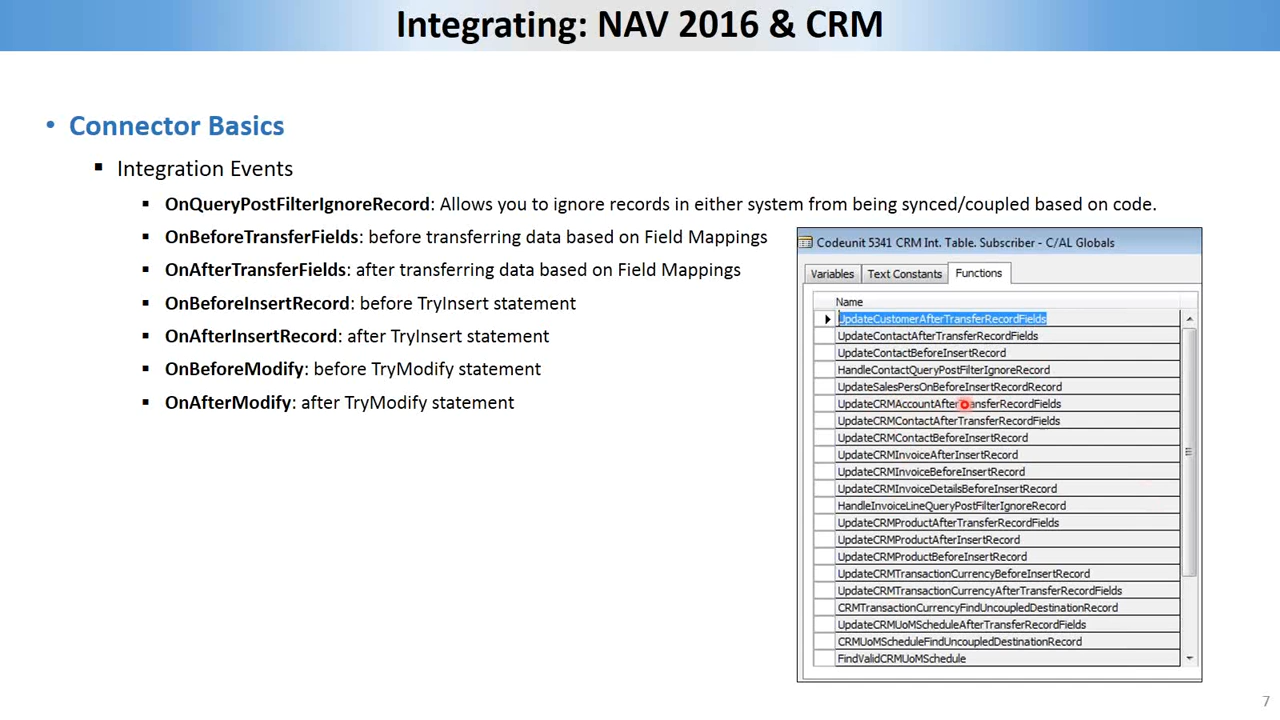 Integrating: NAV 2016 & CRM
• Connector Basics
▪ Integration Events
▪ OnQueryPostFilterIgnoreRecord: Allows you to ignore records in either system from being synced/coupled based on code.
▪ OnBeforeTransferFields: before transferring data based on Field Mappings
▪ OnAfterTransferFields: after transferring data based on Field Mappings
▪ OnBeforeInsertRecord: before TryInsert statement
▪ OnAfterInsertRecord: after TryInsert statement
▪ OnBeforeModify: before TryModify statement
▪ OnAfterModify: after TryModify statement
Codeunit 5341 CRM Int. Table. Subscriber - C/AL Globals
Variables Text Constants Functions
Name
UpdateCustomerAfterTransferRecordFields
UpdateContactAfterTransferRecordFields
UpdateContactBeforeInsertRecord
HandleContactQueryPostFilterIgnoreRecord
UpdateSalesPersOnBeforeInsertRecordRecord
UpdateCRMAccountAfterTransferRecordFields
UpdateCRMContactAfterTransferRecordFields
UpdateCRMContactBeforeInsertRecord
UpdateCRMInvoiceAfterInsertRecord
UpdateCRMInvoiceBeforeInsertRecord
UpdateCRMInvoiceDetailsBeforeInsertRecord
HandleInvoiceLineQueryPostFilterIgnoreRecord
UpdateCRMProductAfterTransferRecordFields
UpdateCRMProductAfterInsertRecord
UpdateCRMProductBeforeInsertRecord
UpdateCRMTransactionCurrencyBeforeInsertRecord
UpdateCRMTransactionCurrencyAfterTransferRecordFields
CRMTransactionCurrencyFindUncoupledDestinationRecord
UpdateCRMUoMScheduleAfterTransferRecordFields
CRMUoMScheduleFindUncoupledDestinationRecord
FindValidCRMUoMSchedule
7